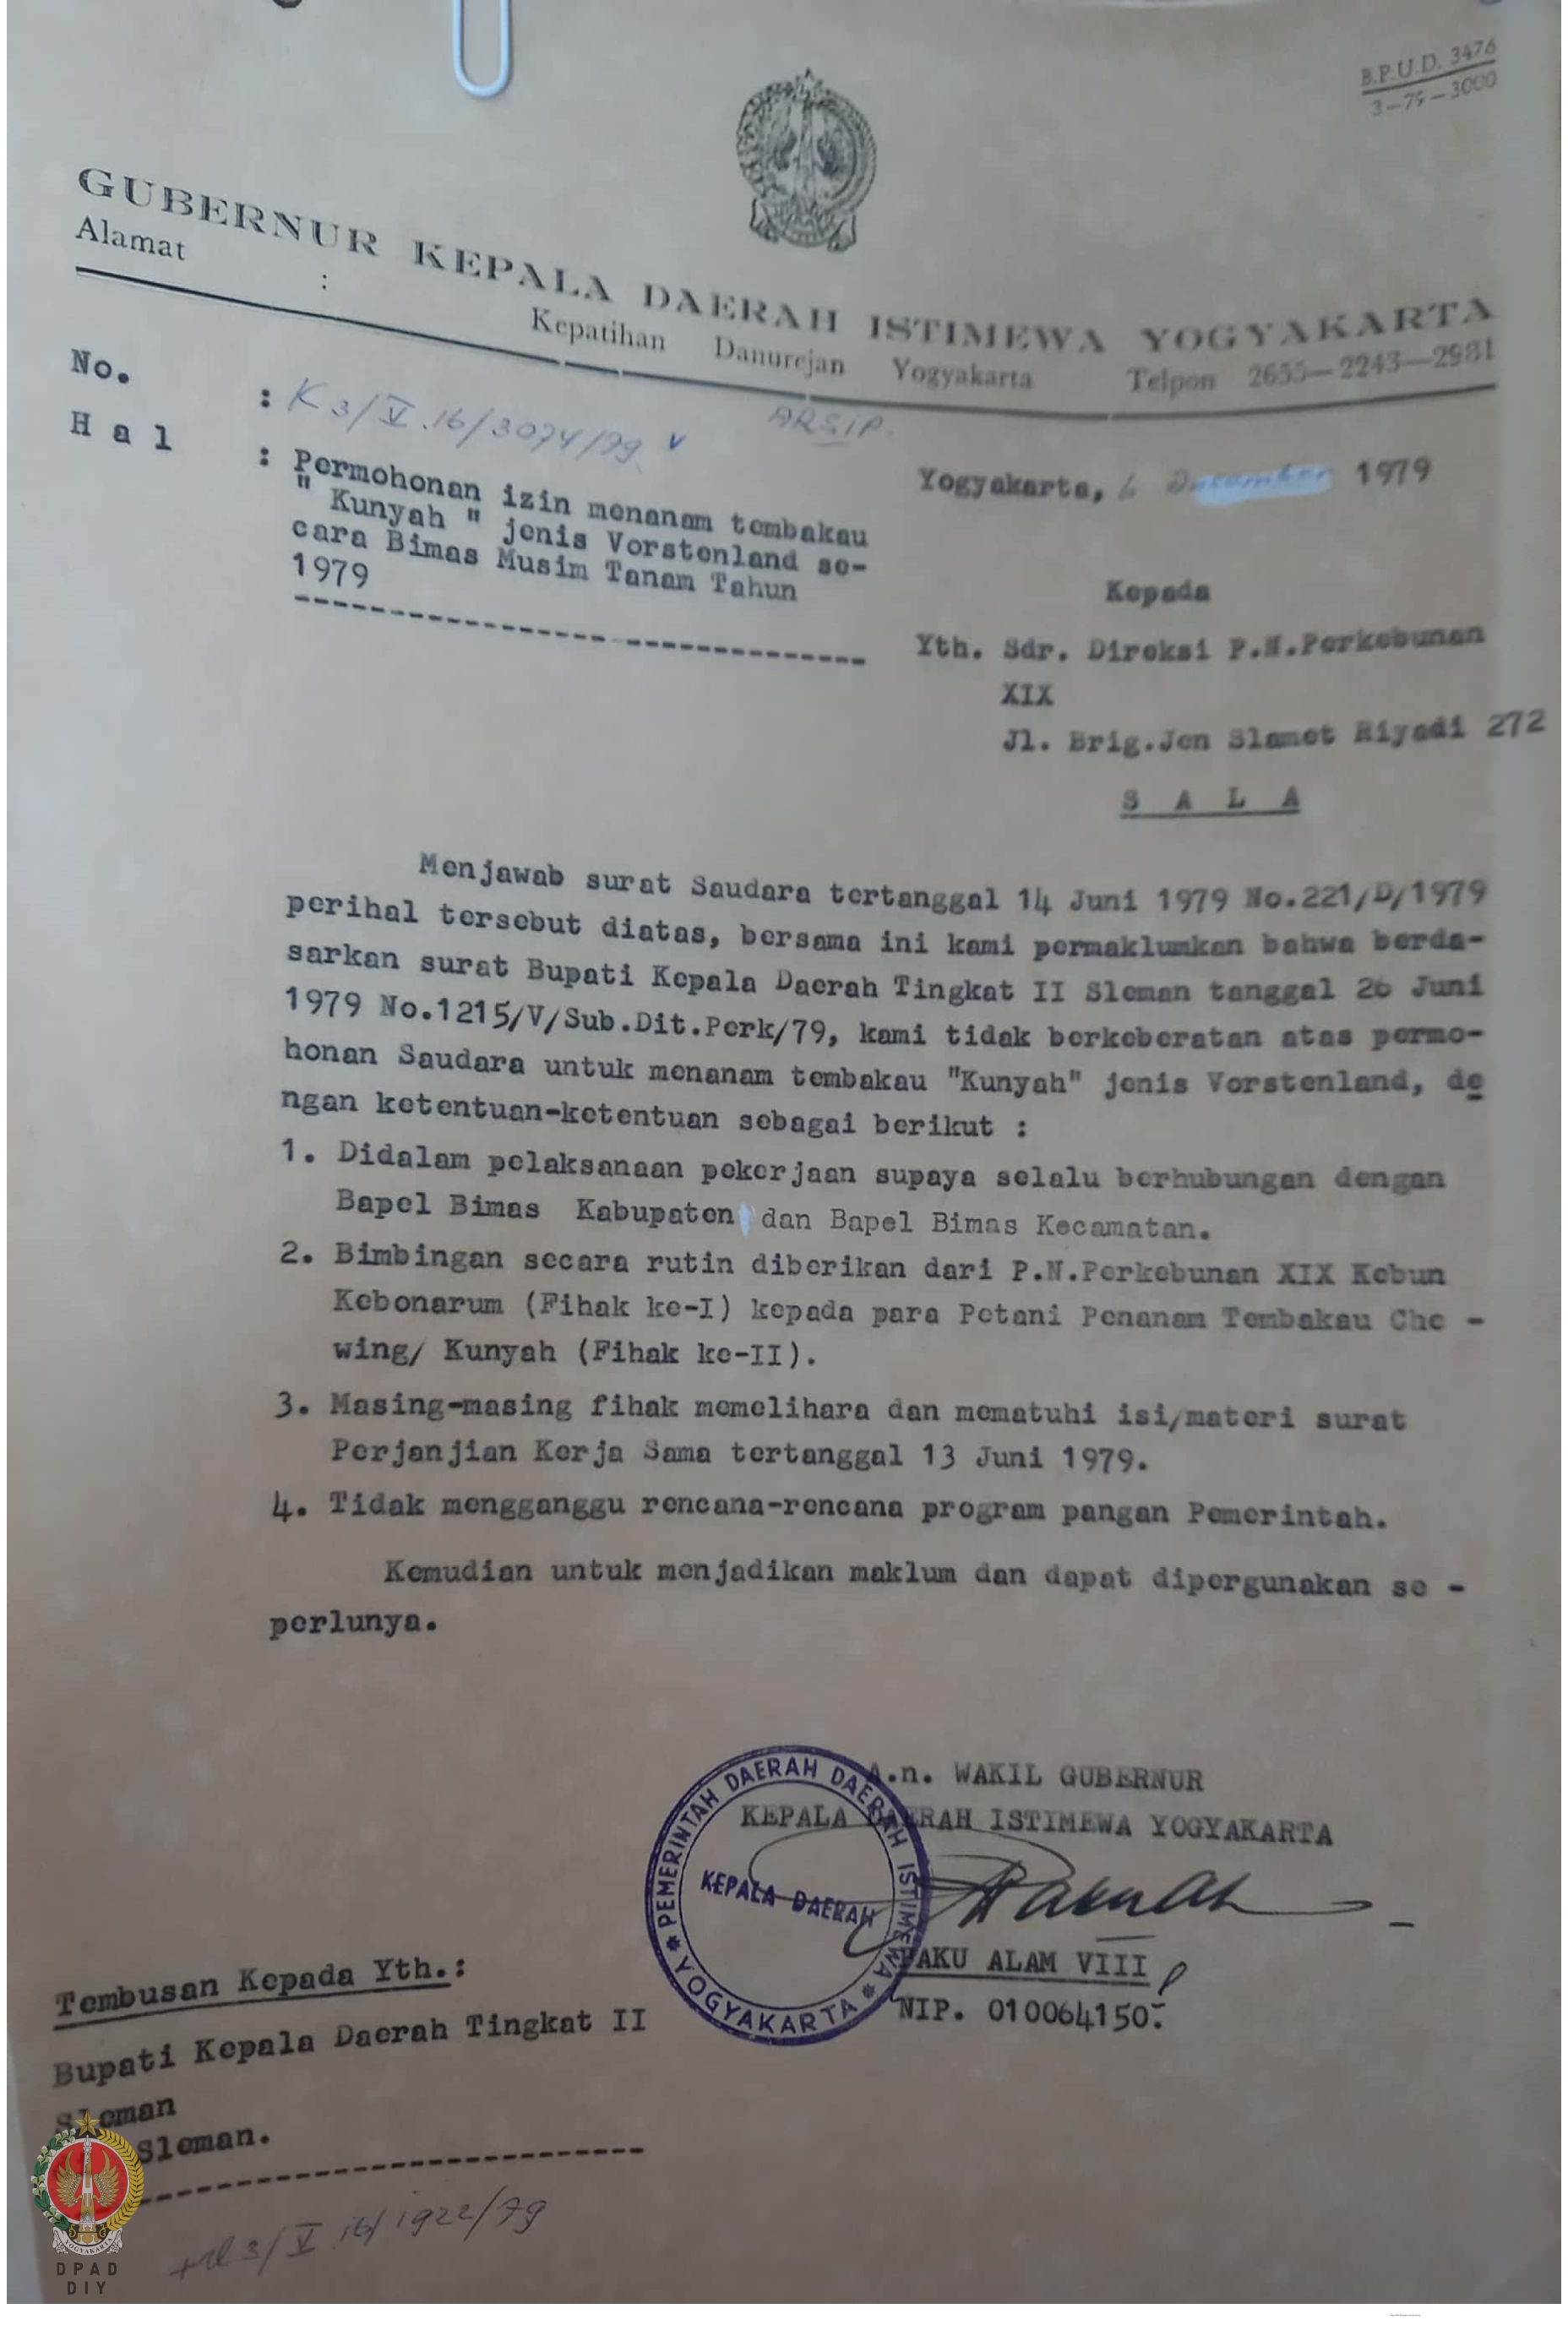 B.P.U.D. 3476
3-79-3000
GUBERNUR KEPALA DAERAH ISTIMEWA YOGYAKARTA
Alamat : Kepatihan Danurejan Yogyakarta Telpon 2655-2243-2981
No. : K3/V.16/3074/79
ARSIP.
Yogyakarta, 6 Desember 1979
Hal : Permohonan izin menanam tembakau
" Kunyah " jenis Vorstenland se-
cara Bimas Musim Tanam Tahun
1979
Kepada
Yth. Sdr. Direksi P.N.Perkebunan
XIX
Jl. Brig.Jen Slamet Riyadi 272
S A L A
Menjawab surat Saudara tertanggal 14 Juni 1979 No.221/D/1979
perihal tersebut diatas, bersama ini kami permaklumkan bahwa berda-
sarkan surat Bupati Kepala Daerah Tingkat II Sleman tanggal 26 Juni
1979 No.1215/V/Sub.Dit.Perk/79, kami tidak berkeberatan atas permo-
honan Saudara untuk menanam tembakau "Kunyah" jenis Vorstenland, de
ngan ketentuan-ketentuan sebagai berikut :
1. Didalam pelaksanaan pekerjaan supaya selalu berhubungan dengan
Bapel Bimas Kabupaten dan Bapel Bimas Kecamatan.
2. Bimbingan secara rutin diberikan dari P.N.Perkebunan XIX Kebun
Kebonarum (Fihak ke-I) kepada para Petani Penanam Tembakau Che -
wing/ Kunyah (Fihak ke-II).
3. Masing-masing fihak memelihara dan mematuhi isi/materi surat
Perjanjian Kerja Sama tertanggal 13 Juni 1979.
4. Tidak mengganggu rencana-rencana program pangan Pemerintah.
Kemudian untuk menjadikan maklum dan dapat dipergunakan se -
perlunya.
A.n. WAKIL GUBERNUR
KEPALA DAERAH ISTIMEWA YOGYAKARTA
PEMERINTAH DAERAH DAERAH ISTIMEWA
* YOGYAKARTA *
KEPALA DAERAH
PAKU ALAM VIII
NIP. 010064150.-
Tembusan Kepada Yth.:
Bupati Kepala Daerah Tingkat II
Sleman
Sleman.
3/V.16/1922/79
YOGYAKARTA
DPAD
DIY